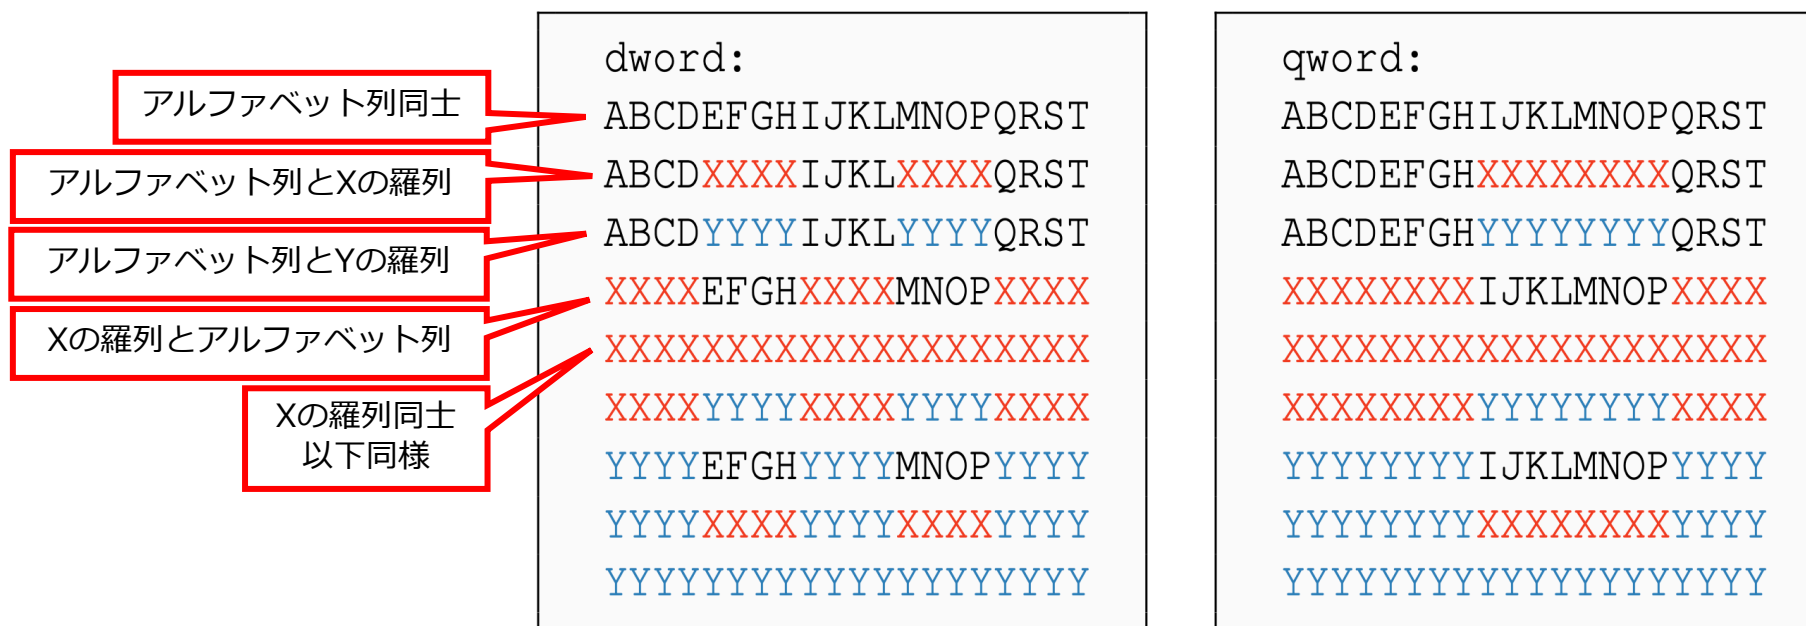 アルファベット列同士
アルファベット列とXの羅列
アルファベット列とYの羅列
Xの羅列とアルファベット列
Xの羅列同士
以下同様
dword:
ABCDEFGHIJKLMNOPQRST
ABCDXXXXIJKLXXXXQRST
ABCDYYYYIJKLYYYYQRST
XXXXEFGHXXXXMNOPXXXX
XXXXXXXXXXXXXXXXXXXX
XXXXYYYYXXXXYYYYXXXX
YYYYEFGHYYYYMNOPYYYY
YYYYXXXXYYYYXXXXYYYY
YYYYYYYYYYYYYYYYYYYY
qword:
ABCDEFGHIJKLMNOPQRST
ABCDEFGHXXXXXXXXQRST
ABCDEFGHYYYYYYYYQRST
XXXXXXXXIJKLMNOPXXXX
XXXXXXXXXXXXXXXXXXXX
XXXXXXXXYYYYYYYYXXXX
YYYYYYYYIJKLMNOPYYYY
YYYYYYYYXXXXXXXXYYYY
YYYYYYYYYYYYYYYYYYYY